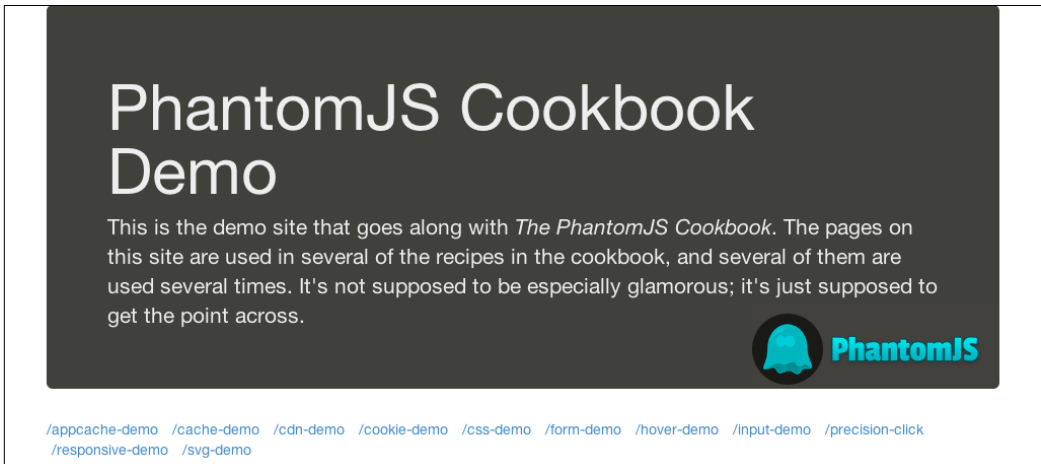 PhantomJS Cookbook
Demo
This is the demo site that goes along with The PhantomJS Cookbook. The pages on
this site are used in several of the recipes in the cookbook, and several of them are
used several times. It's not supposed to be especially glamorous; it's just supposed to
get the point across.
PhantomJS
/appcache-demo /cache-demo /cdn-demo /cookie-demo /css-demo /form-demo /hover-demo /input-demo /precision-click
/responsive-demo /svg-demo